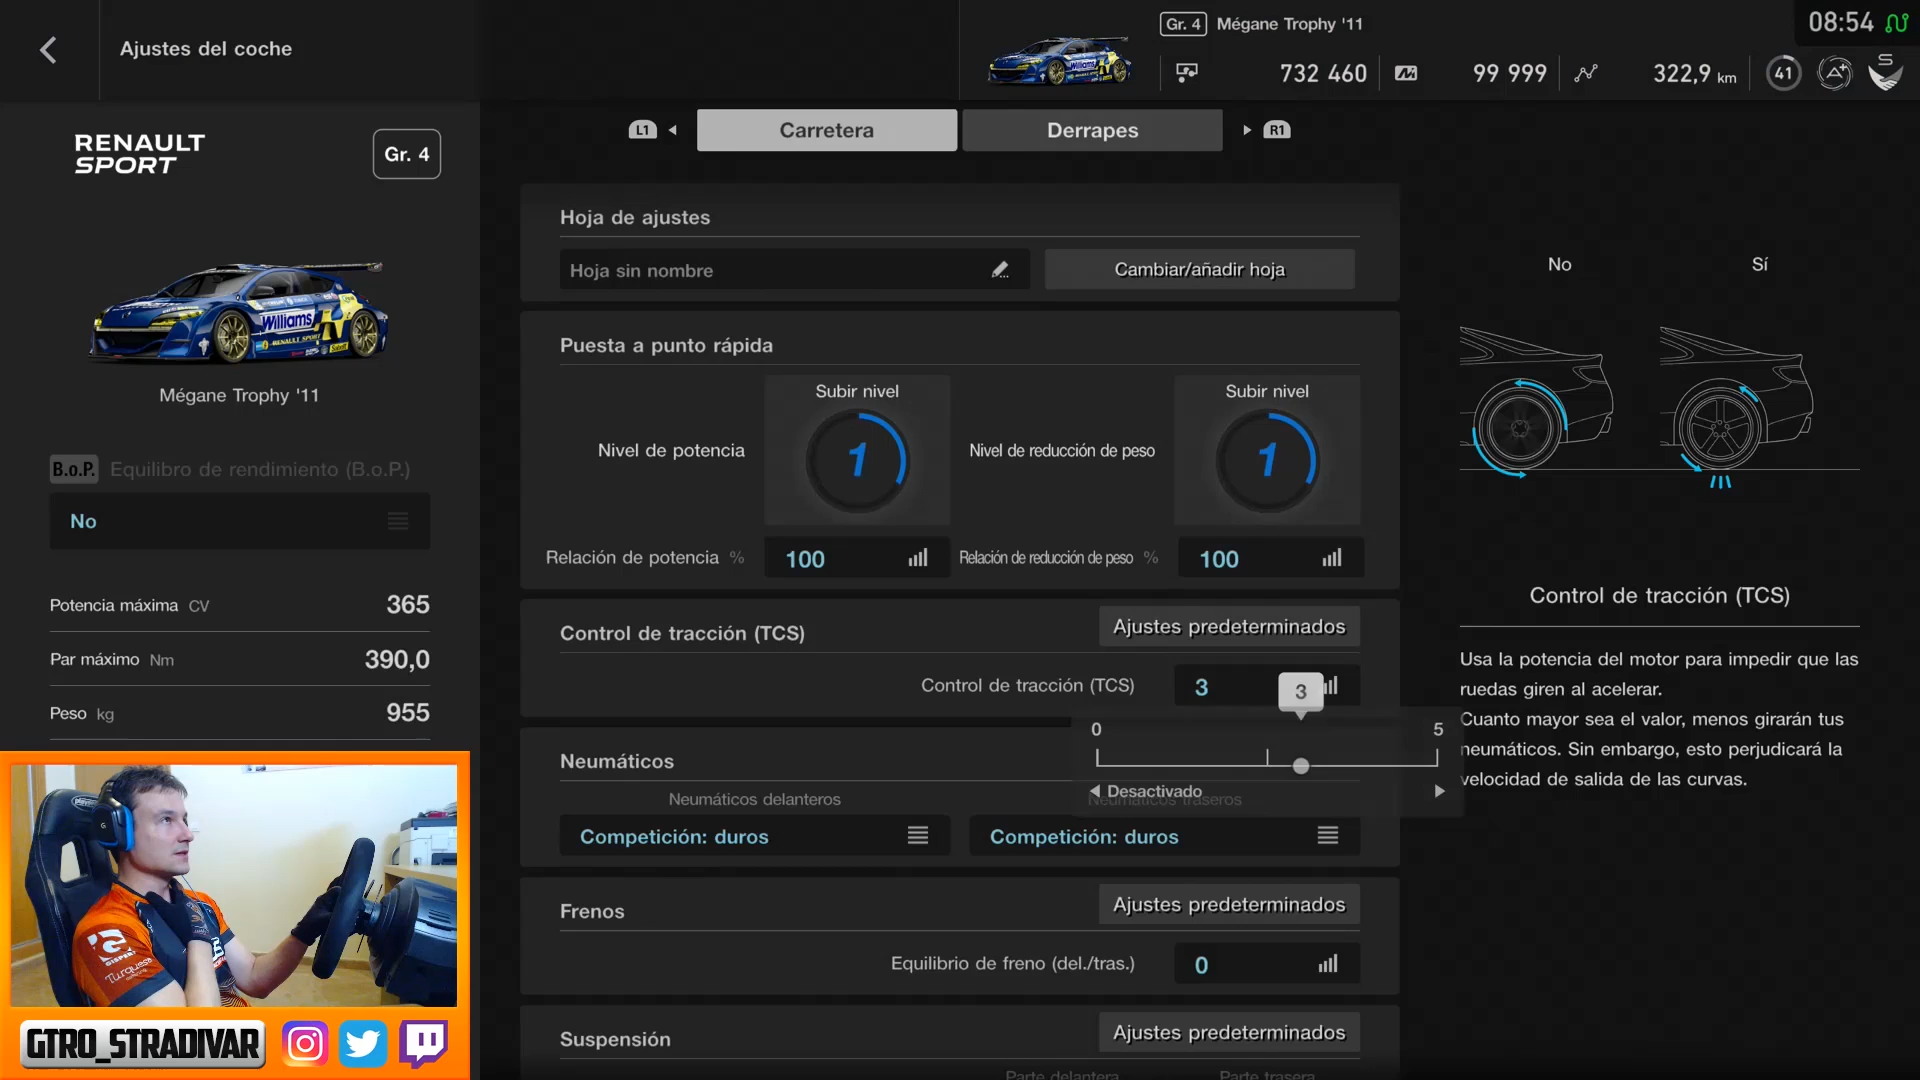 Ajustes del coche
Gr. 4 Mégane Trophy '11
732 460
99 999
322,9 km
41
A+
S
08:54
RENAULT SPORT
Gr. 4
Williams
Mégane Trophy '11
B.o.P. Equilibro de rendimiento (B.o.P.)
No
Potencia máxima CV 365
Par máximo Nm 390,0
Peso kg 955
L1 Carretera Derrapes R1
Hoja de ajustes
Hoja sin nombre
Cambiar/añadir hoja
Puesta a punto rápida
Nivel de potencia
Subir nivel
1
Nivel de reducción de peso
Subir nivel
1
Relación de potencia % 100
Relación de reducción de peso % 100
Control de tracción (TCS)
Ajustes predeterminados
Control de tracción (TCS) 3
3
0 5
Desactivado
Neumáticos
Neumáticos delanteros Neumáticos traseros
Competición: duros Competición: duros
Frenos
Ajustes predeterminados
Equilibrio de freno (del./tras.) 0
Suspensión
Ajustes predeterminados
Parte delantera Parte trasera
No Sí
Control de tracción (TCS)
Usa la potencia del motor para impedir que las
ruedas giren al acelerar.
Cuanto mayor sea el valor, menos girarán tus
neumáticos. Sin embargo, esto perjudicará la
velocidad de salida de las curvas.
GTRO_STRADIVAR